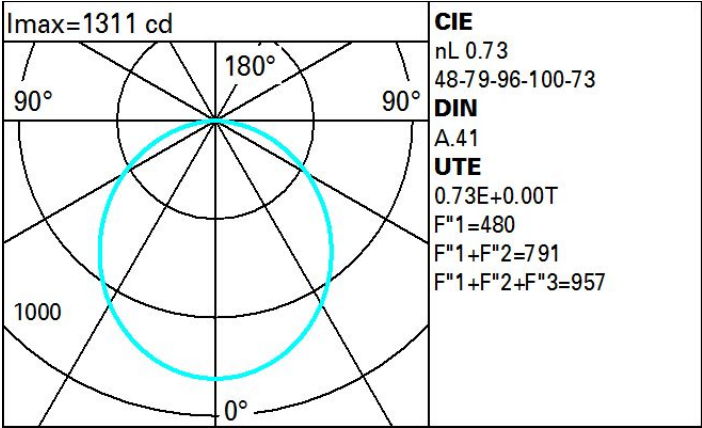 Imax=1311 cd
180°
90°
90°
1000
0°
CIE
nL 0.73
48-79-96-100-73
DIN
A.41
UTE
0.73E+0.00T
F"1=480
F"1+F"2=791
F"1+F"2+F"3=957